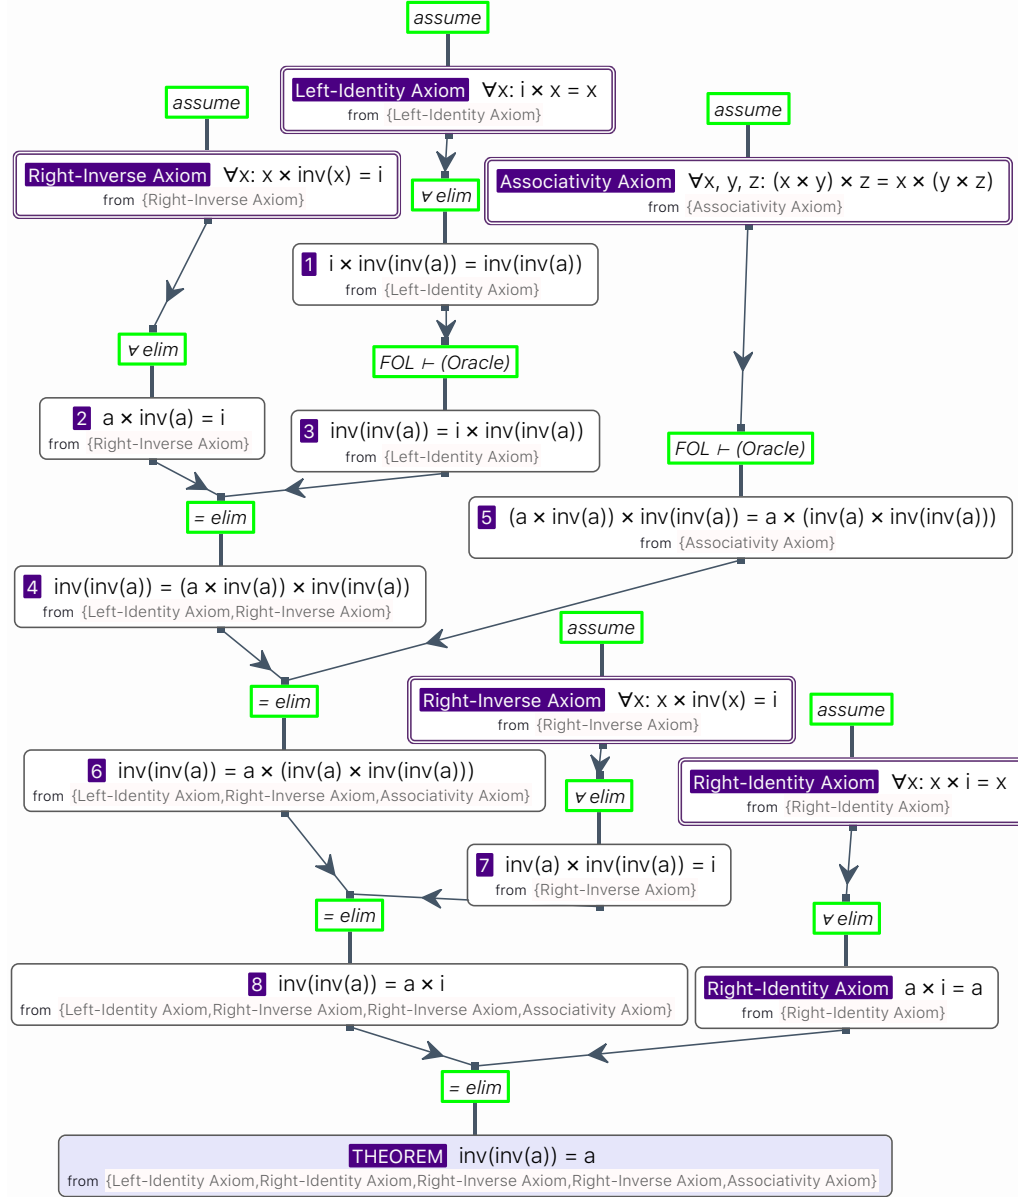 assume
Left-Identity Axiom ∀x: i × x = x
from {Left-Identity Axiom}
assume
assume
Right-Inverse Axiom ∀x: x × inv(x) = i
from {Right-Inverse Axiom}
Associativity Axiom ∀x, y, z: (x × y) × z = x × (y × z)
from {Associativity Axiom}
∀ elim
1 i × inv(inv(a)) = inv(inv(a))
from {Left-Identity Axiom}
∀ elim
FOL ⊢ (Oracle)
2 a × inv(a) = i
from {Right-Inverse Axiom}
3 inv(inv(a)) = i × inv(inv(a))
from {Left-Identity Axiom}
FOL ⊢ (Oracle)
= elim
5 (a × inv(a)) × inv(inv(a)) = a × (inv(a) × inv(inv(a)))
from {Associativity Axiom}
4 inv(inv(a)) = (a × inv(a)) × inv(inv(a))
from {Left-Identity Axiom,Right-Inverse Axiom}
assume
= elim
Right-Inverse Axiom ∀x: x × inv(x) = i
from {Right-Inverse Axiom}
assume
6 inv(inv(a)) = a × (inv(a) × inv(inv(a)))
from {Left-Identity Axiom,Right-Inverse Axiom,Associativity Axiom}
∀ elim
Right-Identity Axiom ∀x: x × i = x
from {Right-Identity Axiom}
7 inv(a) × inv(inv(a)) = i
from {Right-Inverse Axiom}
= elim
∀ elim
8 inv(inv(a)) = a × i
from {Left-Identity Axiom,Right-Inverse Axiom,Right-Inverse Axiom,Associativity Axiom}
Right-Identity Axiom a × i = a
from {Right-Identity Axiom}
= elim
THEOREM inv(inv(a)) = a
from {Left-Identity Axiom,Right-Identity Axiom,Right-Inverse Axiom,Right-Inverse Axiom,Associativity Axiom}